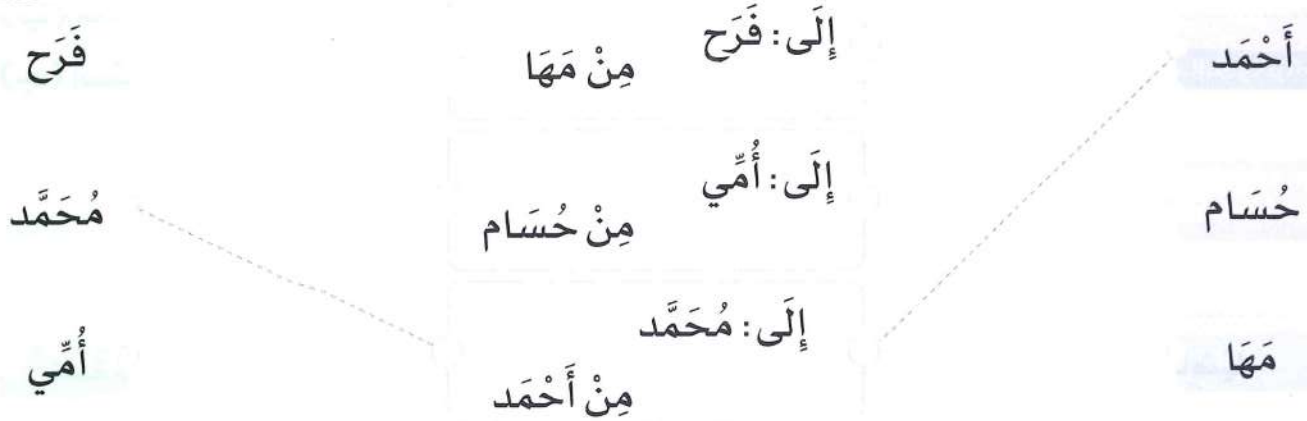 أَحْمَد
حُسَام
مَهَا
إِلَى: فَرَح
مِنْ مَهَا
إِلَى: أُمِّي
مِنْ حُسَام
إِلَى: مُحَمَّد
مِنْ أَحْمَد
فَرَح
مُحَمَّد
أُمِّي